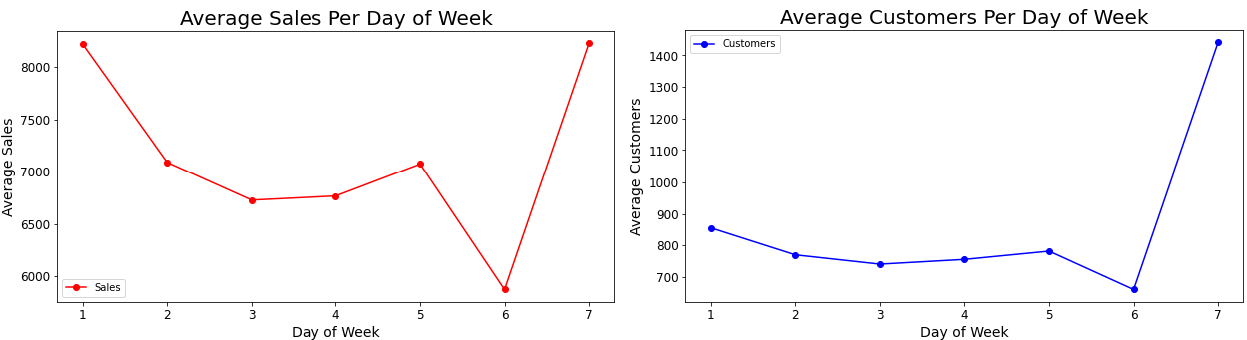 Average Sales Per Day of Week
Average Sales
8000
7500
7000
6500
6000
Sales
1 2 3 4 5 6 7
Day of Week
Average Customers Per Day of Week
Customers
Average Customers
1400
1300
1200
1100
1000
900
800
700
1 2 3 4 5 6 7
Day of Week